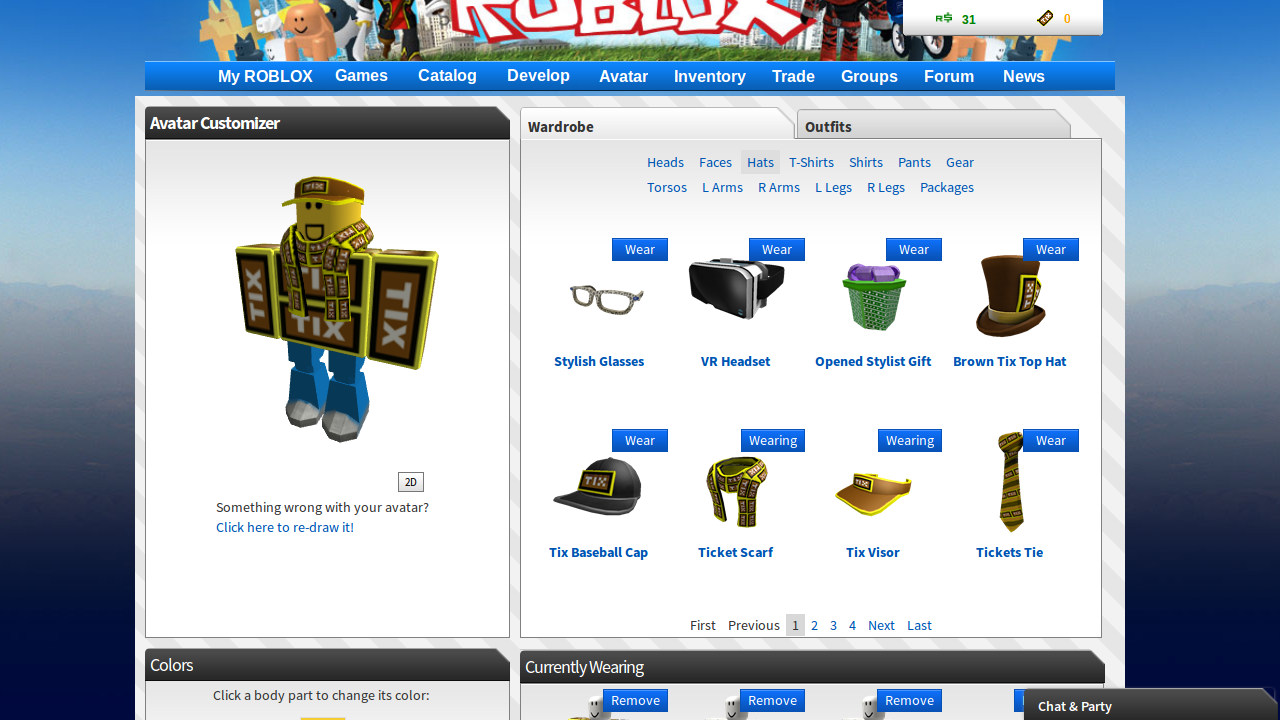 ROBLOX
R$ 31 0
My ROBLOX Games Catalog Develop Avatar Inventory Trade Groups Forum News
Avatar Customizer
Wardrobe Outfits
Heads Faces Hats T-Shirts Shirts Pants Gear
Torsos L Arms R Arms L Legs R Legs Packages
TIX
TIX
TIX
TIX
2D
Something wrong with your avatar?
Click here to re-draw it!
Wear Wear Wear Wear
Stylish Glasses VR Headset Opened Stylist Gift Brown Tix Top Hat
Wear Wearing Wearing Wear
TIX
TIX
Tix Baseball Cap Ticket Scarf Tix Visor Tickets Tie
First Previous 1 2 3 4 Next Last
Colors
Click a body part to change its color:
Currently Wearing
Remove Remove Remove
Chat & Party